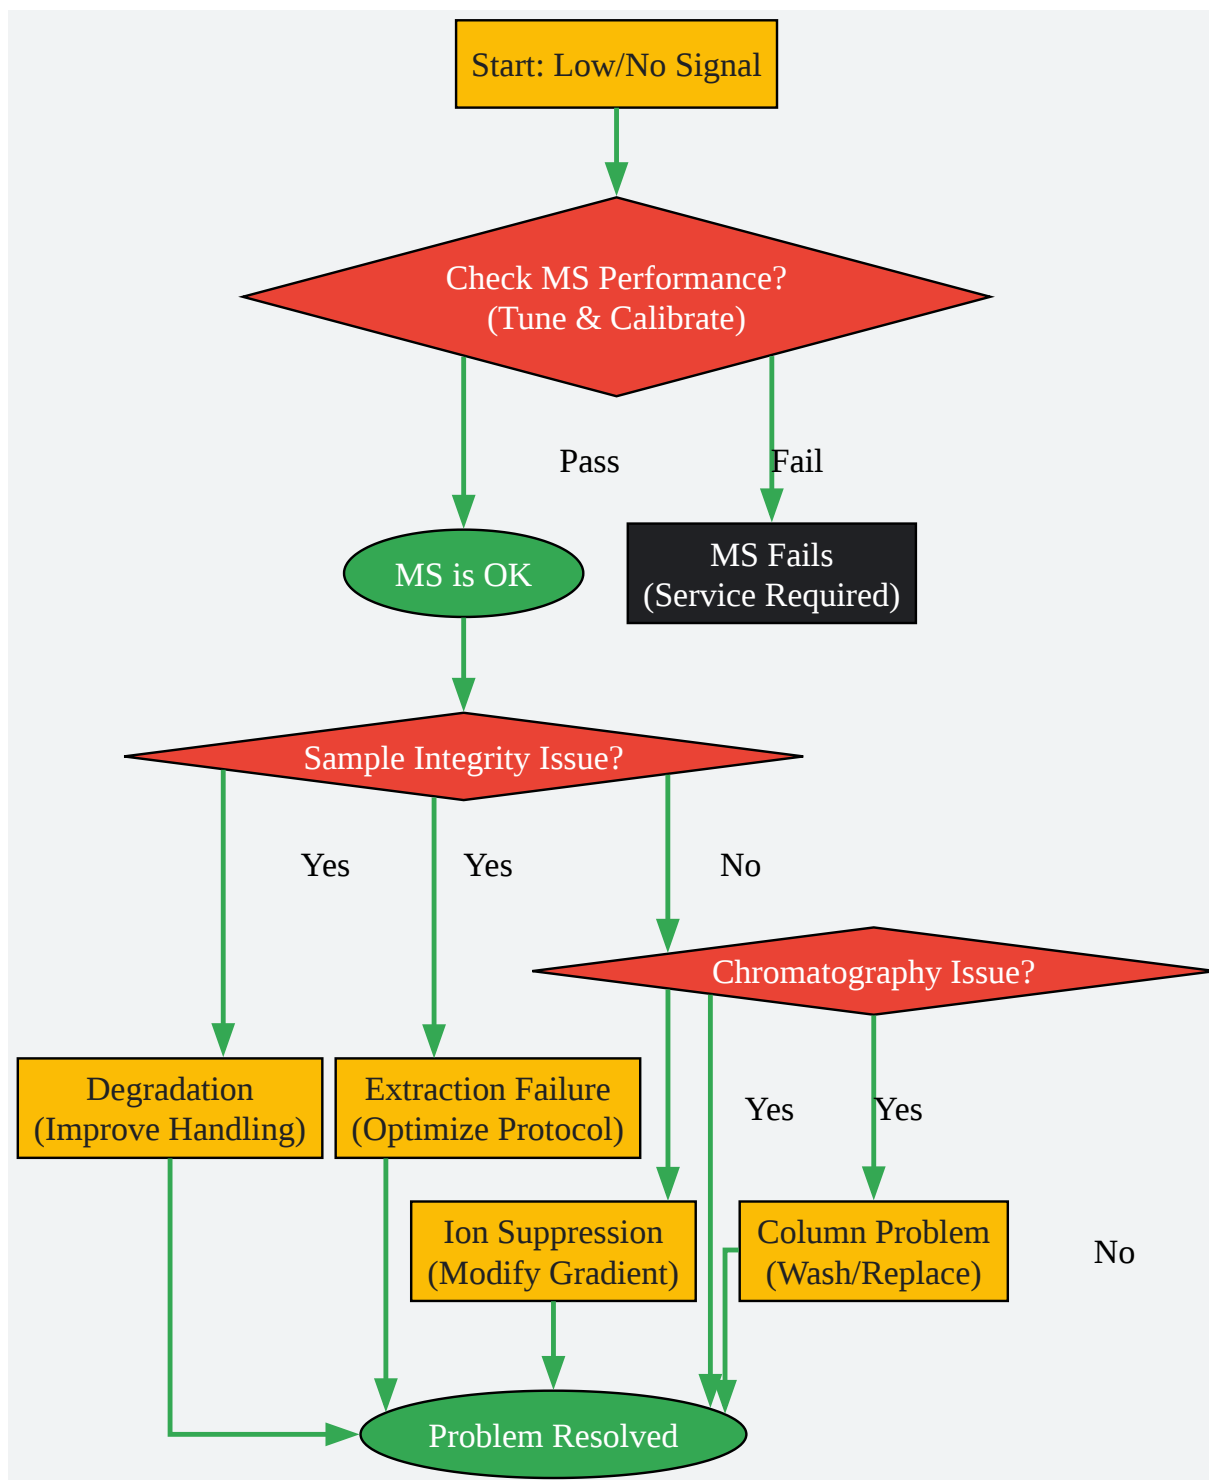 Start: Low/No Signal
Check MS Performance?
(Tune & Calibrate)
Pass
Fail
MS is OK
MS Fails
(Service Required)
Sample Integrity Issue?
Yes
Yes
No
Chromatography Issue?
Degradation
(Improve Handling)
Extraction Failure
(Optimize Protocol)
Yes
Yes
Ion Suppression
(Modify Gradient)
Column Problem
(Wash/Replace)
No
Problem Resolved